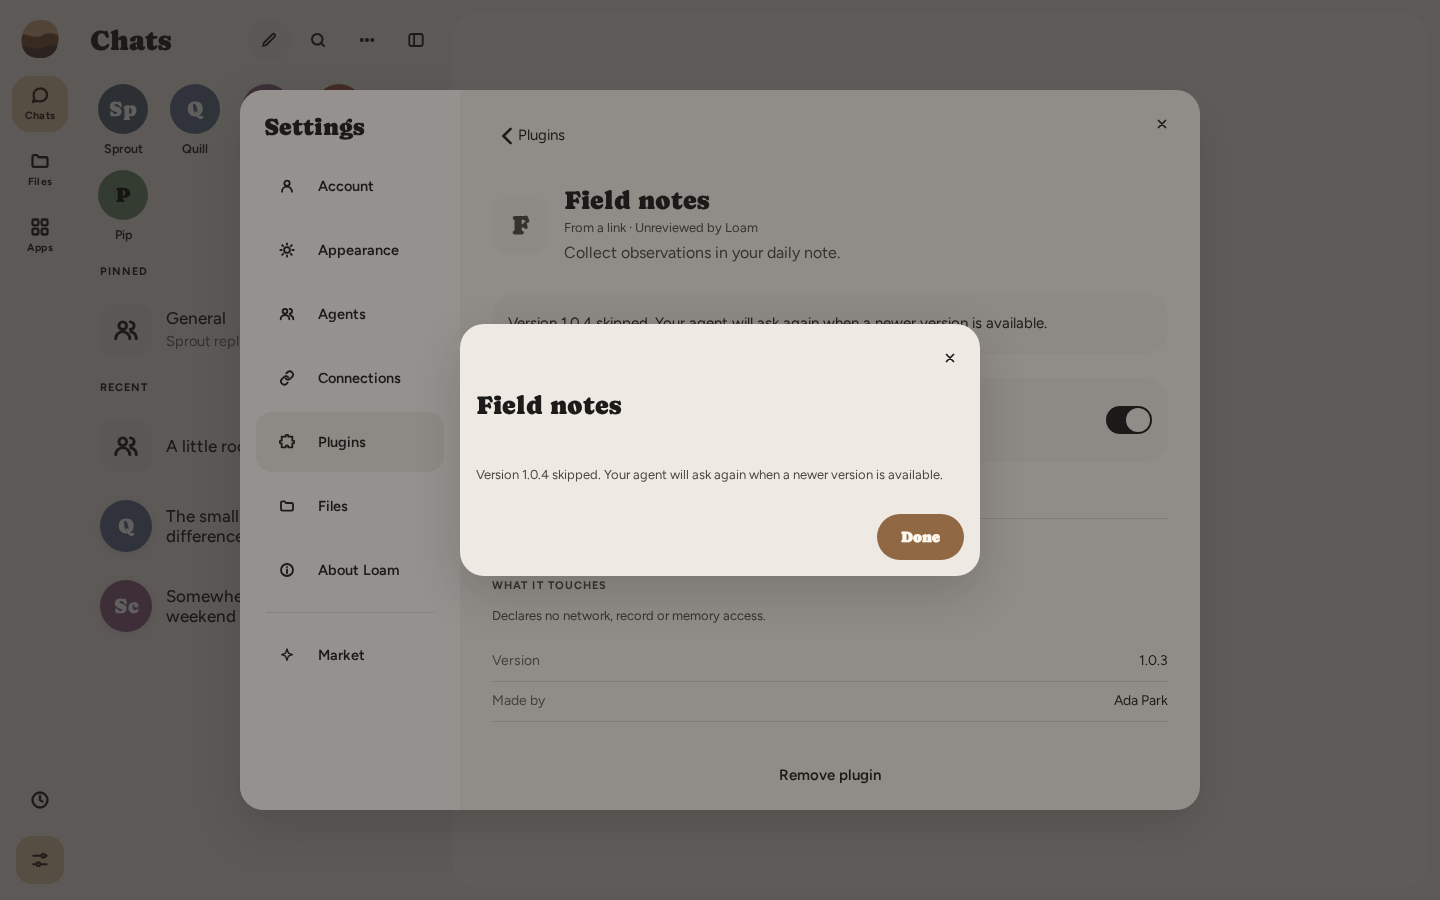 Chats
Chats
Files
Apps
Sp
Sprout
Q
Quill
P
Pip
PINNED
General
Sprout repl
RECENT
A little roo
Q
The small
difference
Sc
Somewhe
weekend
Settings
Account
Appearance
Agents
Connections
Plugins
Files
About Loam
Market
Plugins
F
Field notes
From a link · Unreviewed by Loam
Collect observations in your daily note.
Version 1.0.4 skipped. Your agent will ask again when a newer version is available.
Field notes
Version 1.0.4 skipped. Your agent will ask again when a newer version is available.
Done
WHAT IT TOUCHES
Declares no network, record or memory access.
Version
1.0.3
Made by
Ada Park
Remove plugin